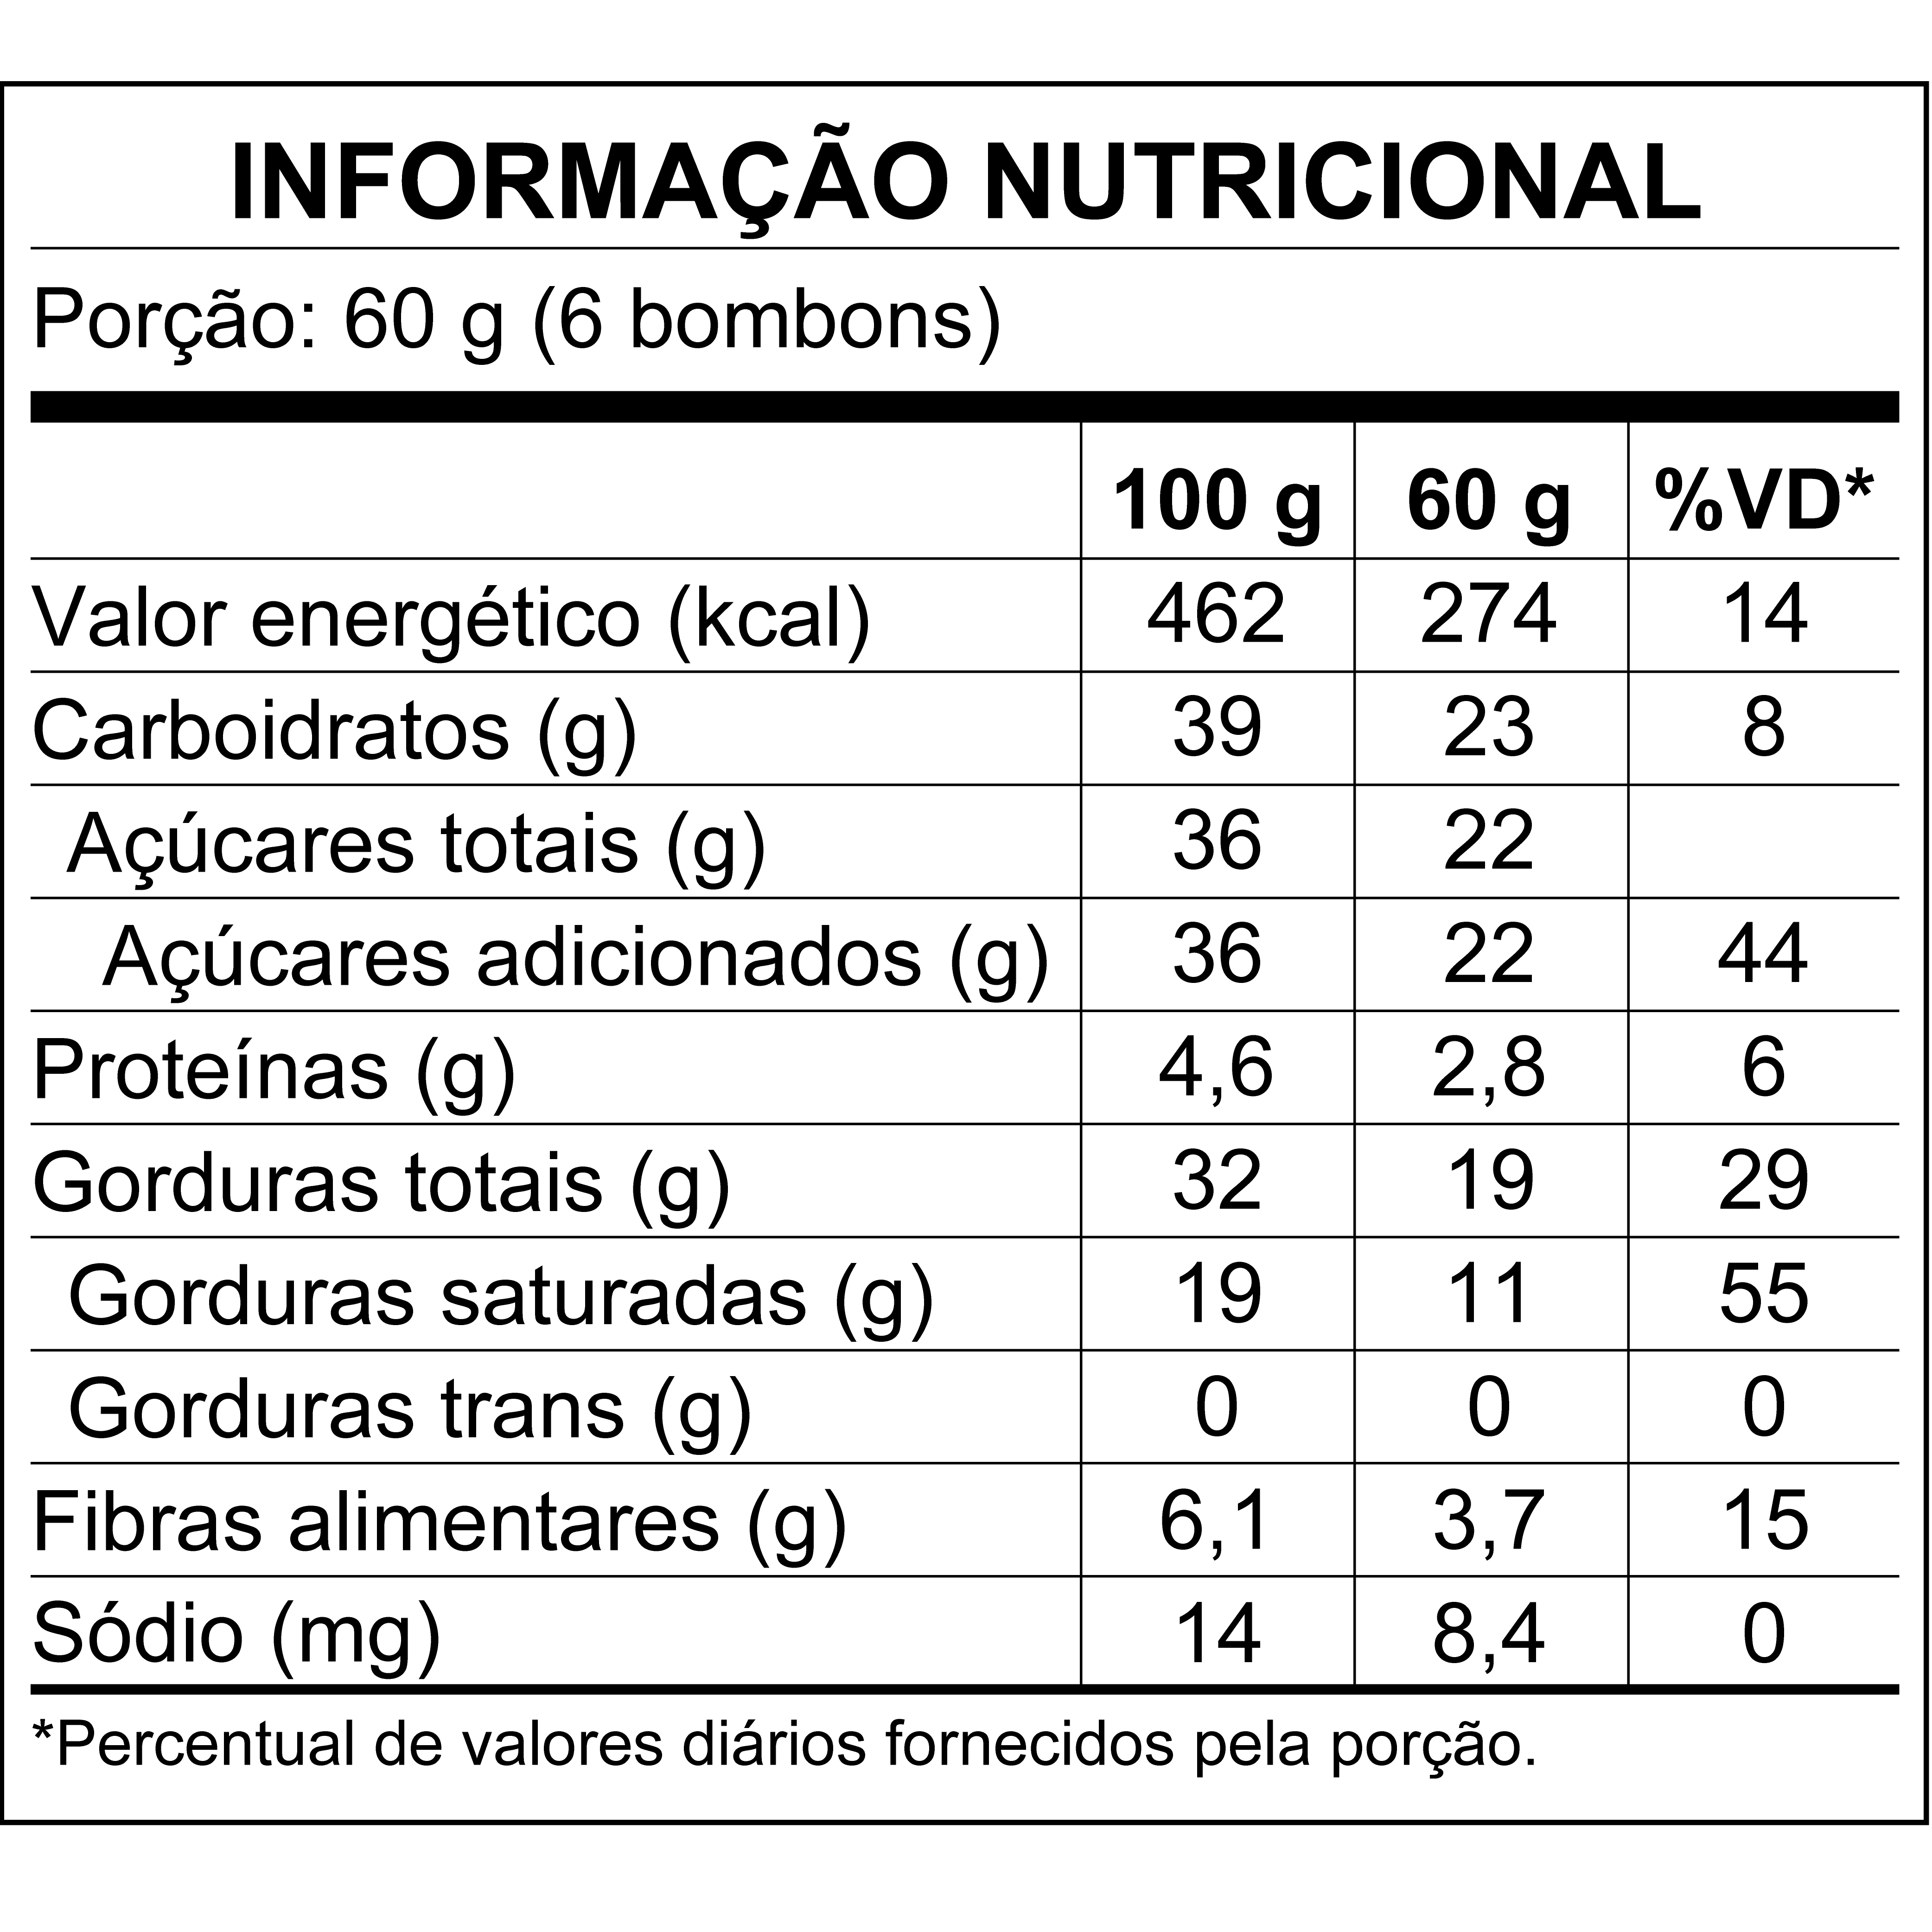 INFORMAÇÃO NUTRICIONAL
Porção: 60 g (6 bombons)
100 g 60 g %VD*
Valor energético (kcal) 462 274 14
Carboidratos (g) 39 23 8
Açúcares totais (g) 36 22
Açúcares adicionados (g) 36 22 44
Proteínas (g) 4,6 2,8 6
Gorduras totais (g) 32 19 29
Gorduras saturadas (g) 19 11 55
Gorduras trans (g) 0 0 0
Fibras alimentares (g) 6,1 3,7 15
Sódio (mg) 14 8,4 0
*Percentual de valores diários fornecidos pela porção.